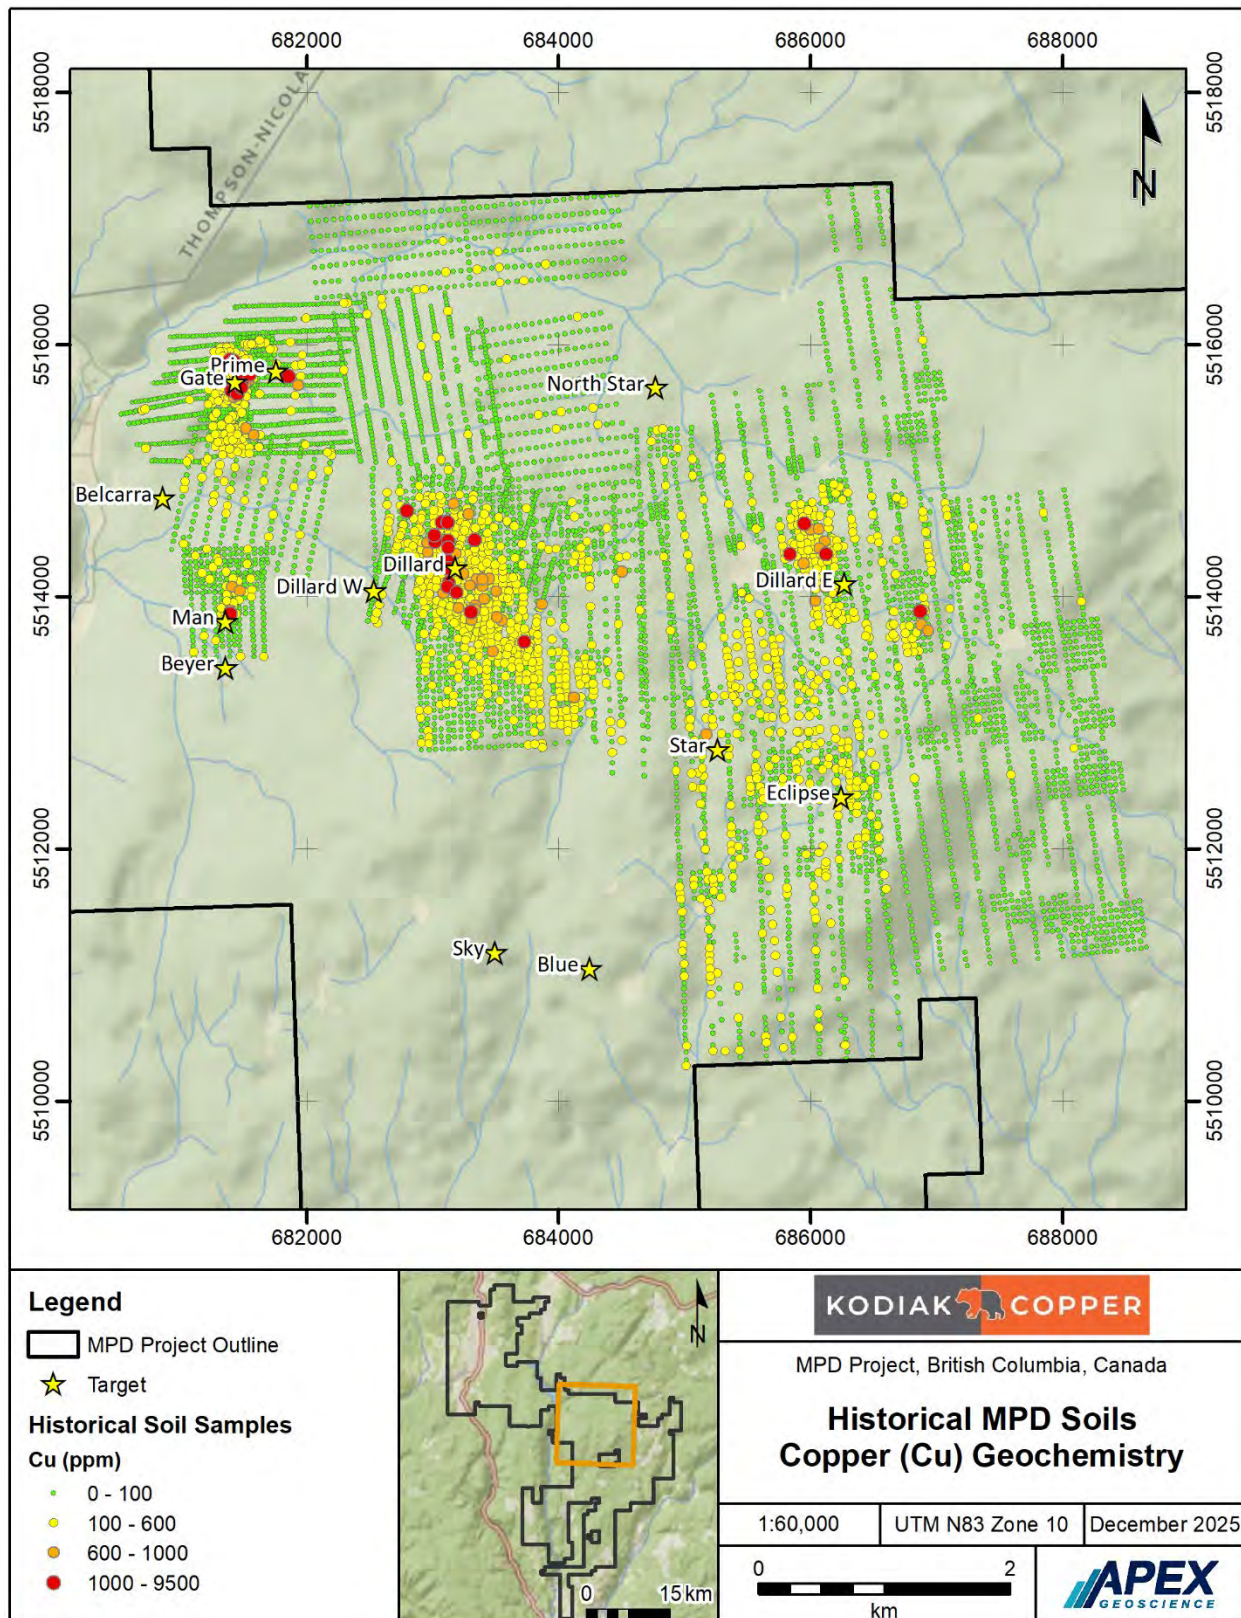 682000 684000 686000 688000
5518000 5518000
THOMPSON-NICOLA
N
5516000 5516000
Prime
Gate
North Star
Belcarra
Dillard
Dillard W
Dillard E
5514000 5514000
Man
Beyer
Star
Eclipse
5512000 5512000
Sky
Blue
5510000 5510000
682000 684000 686000 688000
Legend
MPD Project Outline
Target
Historical Soil Samples
Cu (ppm)
0 - 100
100 - 600
600 - 1000
1000 - 9500
N
0 15 km
KODIAK COPPER
MPD Project, British Columbia, Canada
Historical MPD Soils
Copper (Cu) Geochemistry
1:60,000 UTM N83 Zone 10 December 2025
0 2
km
APEX
GEOSCIENCE